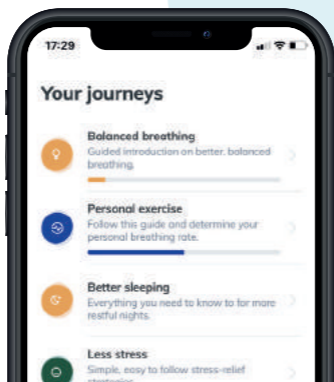 17:29
Your journeys
Balanced breathing
Guided introduction on better, balanced
breathing.
Personal exercise
Follow this guide and determine your
personal breathing rate.
Better sleeping
Everything you need to know to for more
restful nights.
Less stress
Simple, easy to follow stress-relief
strategies